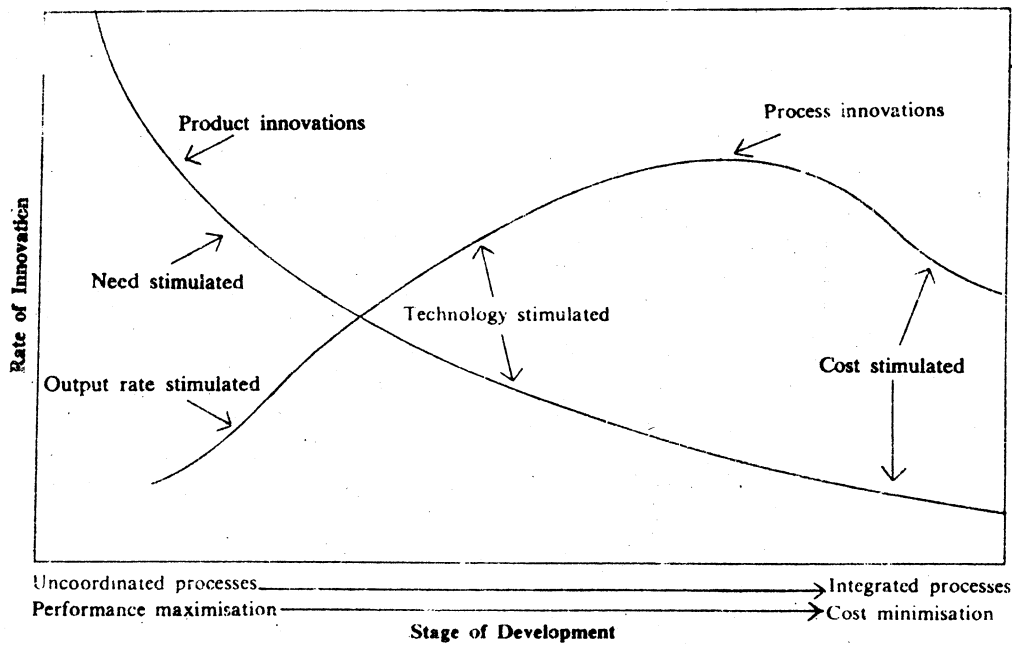 Process innovations
Product innovations
Need stimulated
Technology stimulated
Cost stimulated
Output rate stimulated
Rate of Innovation
Uncoordinated processes
Integrated processes
Performance maximisation
Cost minimisation
Stage of Development